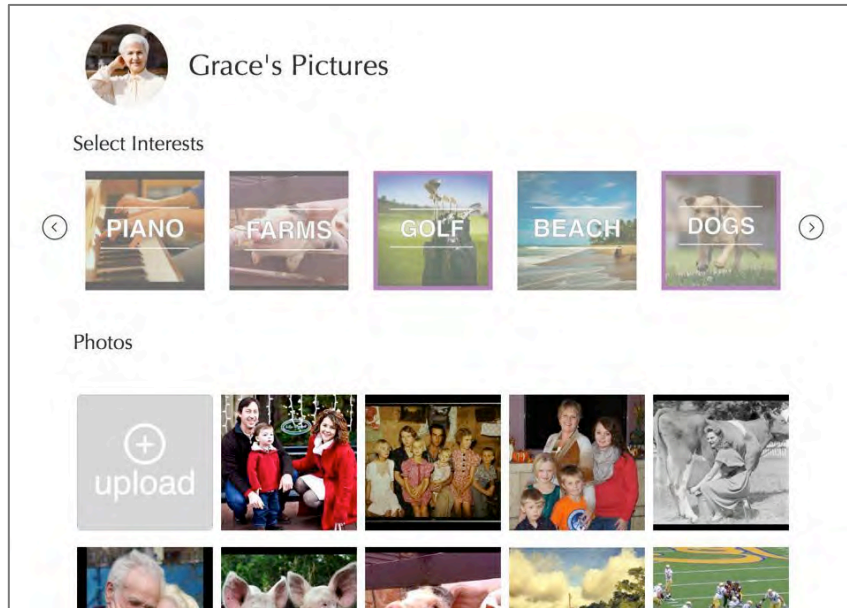 Grace's Pictures
Select Interests
PIANO
FARMS
GOLF
BEACH
DOGS
Photos
upload